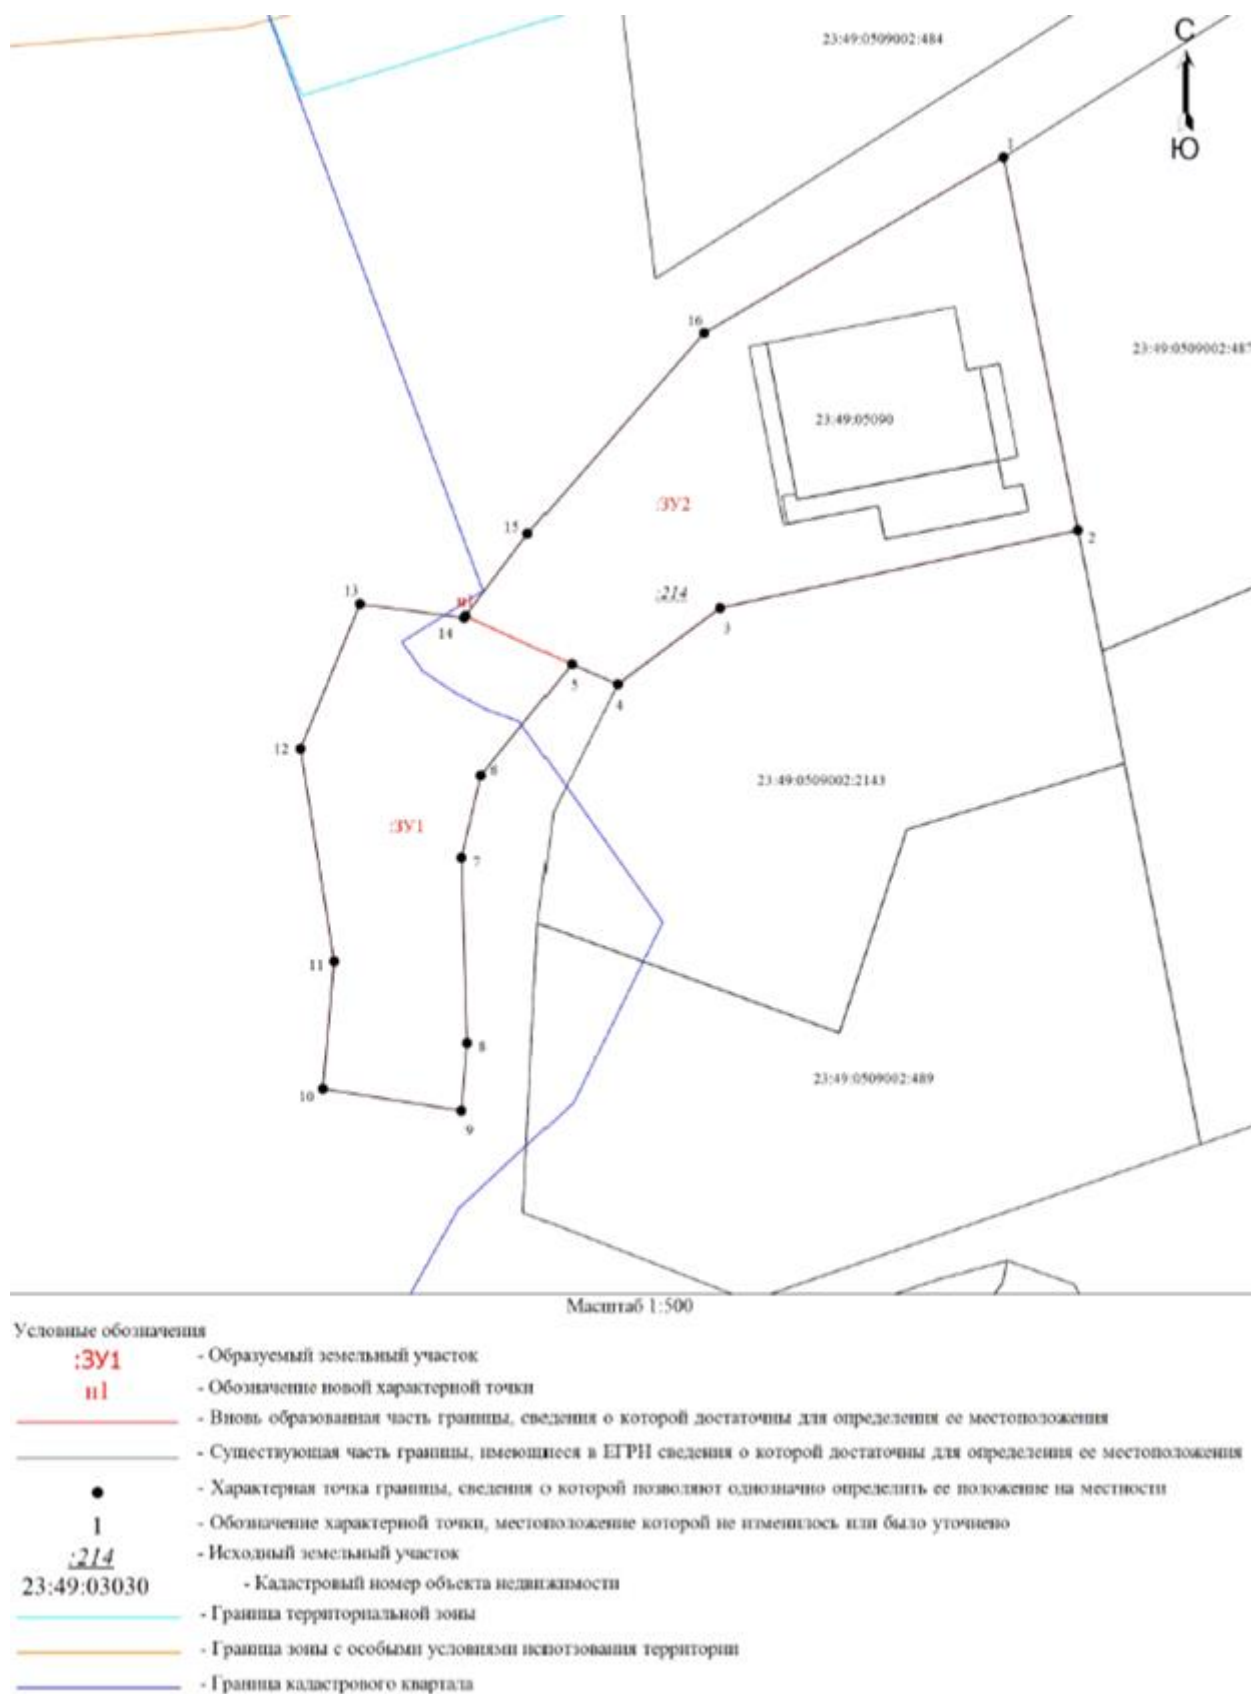 23:49:0509002:484
С
Ю
1
16
23:49:0509002:487
23:49:05090
:ЗУ2
15
2
:214
13
н1
14
3
5
4
12
6
23:49:0509002:2143
:ЗУ1
7
11
8
23:49:0509002:489
10
9
Масштаб 1:500
Условные обозначения
:ЗУ1 - Образуемый земельный участок
н1 - Обозначение новой характерной точки
- Вновь образованная часть границы, сведения о которой достаточны для определения ее местоположения
- Существующая часть границы, имеющиеся в ЕГРН сведения о которой достаточны для определения ее местоположения
- Характерная точка границы, сведения о которой позволяют однозначно определить ее положение на местности
1 - Обозначение характерной точки, местоположение которой не изменилось или было уточнено
:214 - Исходный земельный участок
23:49:03030 - Кадастровый номер объекта недвижимости
- Граница территориальной зоны
- Граница зоны с особыми условиями испотзования территории
- Граница кадастрового квартала